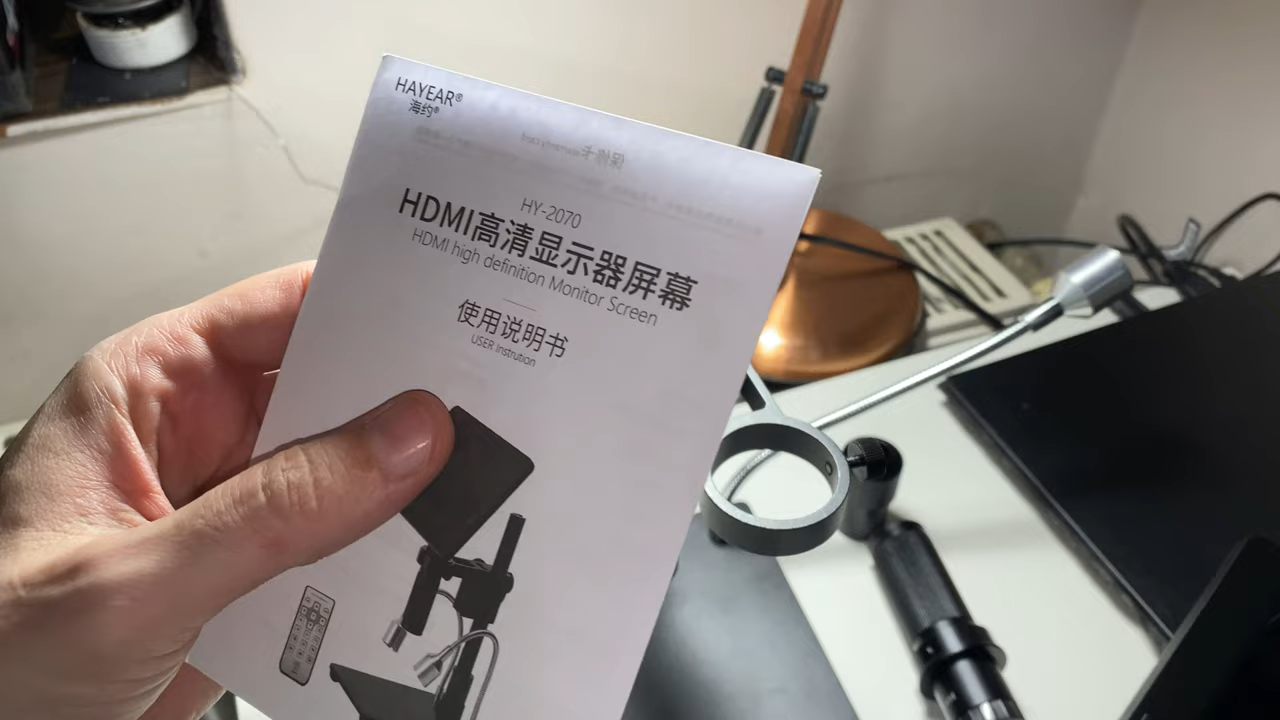 HAYEAR®
海约®
HY-2070
HDMI高清显示器屏幕
HDMI high definition Monitor Screen
使用说明书
USER Instrution